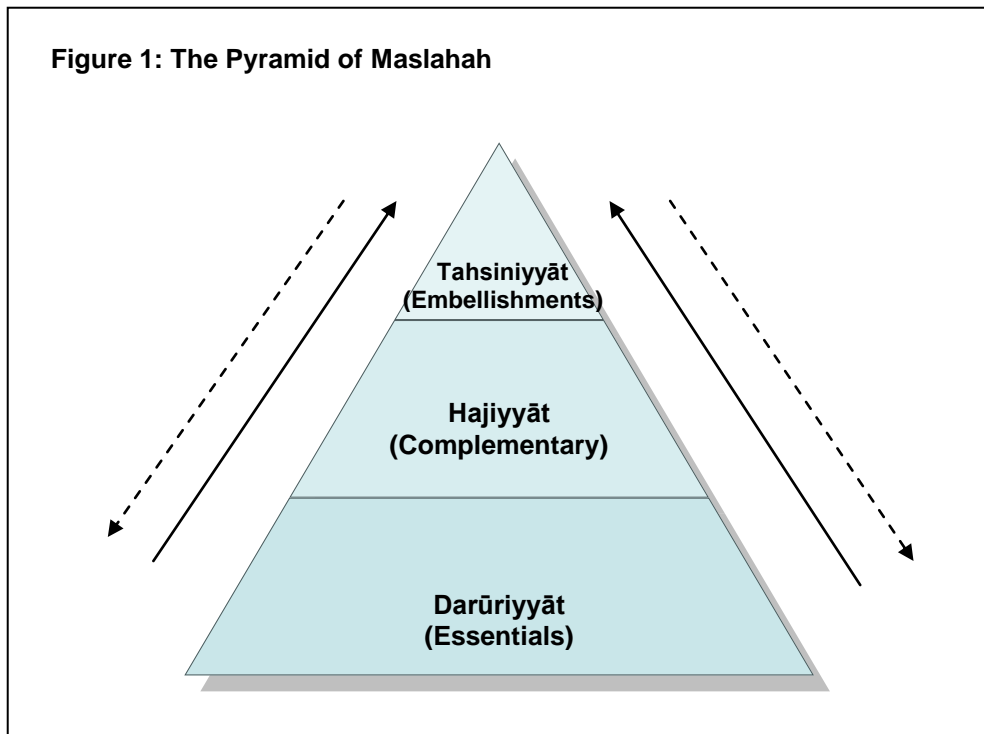 Figure 1: The Pyramid of Maslahah
Tahsiniyyāt
(Embellishments)
Hajiyyāt
(Complementary)
Darūriyyāt
(Essentials)